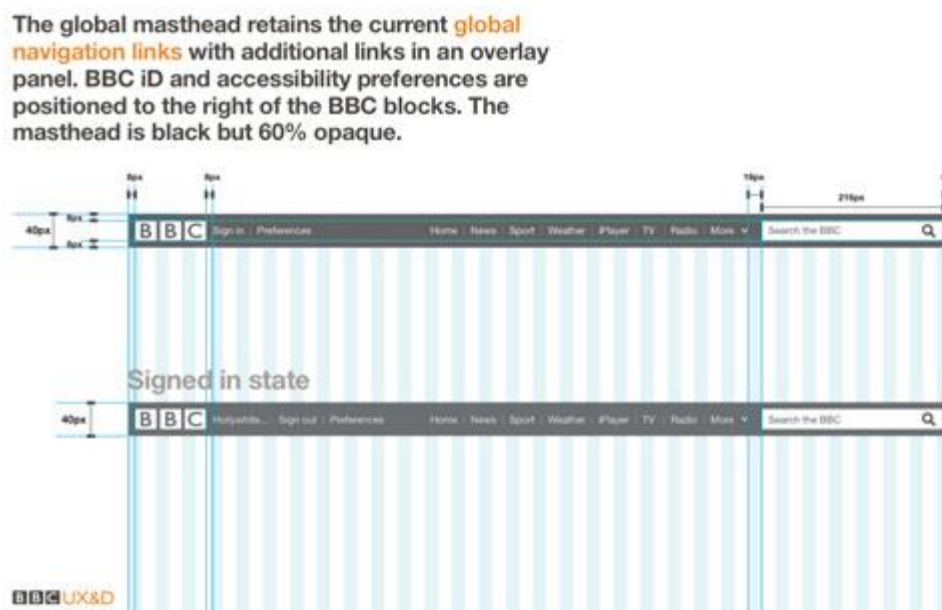 The global masthead retains the current global
navigation links with additional links in an overlay
panel. BBC iD and accessibility preferences are
positioned to the right of the BBC blocks. The
masthead is black but 60% opaque.
8px 8px 16px
216px
8px
40px
8px
BBC Sign in Preferences Home News Sport Weather iPlayer TV Radio More Search the BBC
Signed in state
40px
BBC Sign out Preferences Home News Sport Weather iPlayer TV Radio More Search the BBC
BBC UX&D